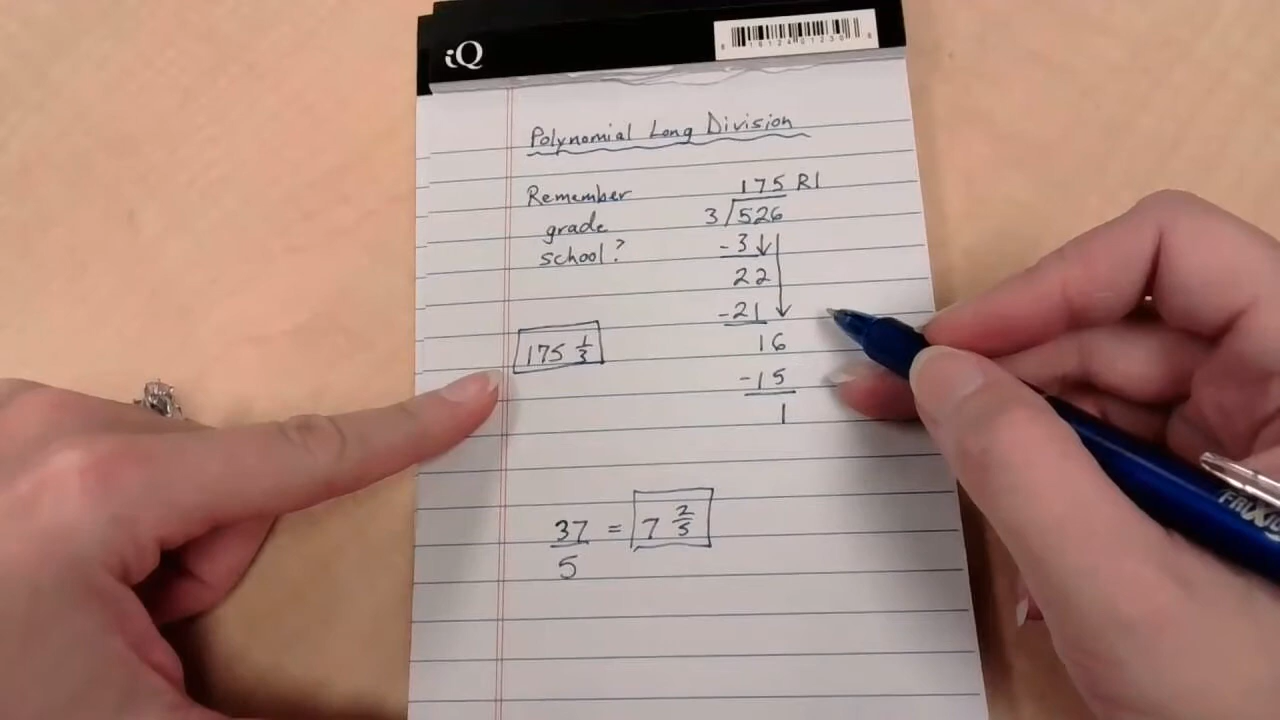 iQ
Polynomial Long Division
Remember
grade
school?
175 R1
3 526
-3
22
-21
16
-15
1
175 1/3
37/5 = 7 2/5